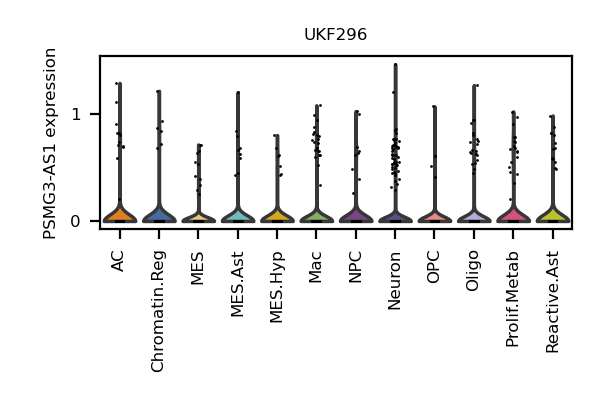 UKF296
PSMG3-AS1 expression
1
0
AC
Chromatin.Reg
MES
MES.Ast
MES.Hyp
Mac
NPC
Neuron
OPC
Oligo
Prolif.Metab
Reactive.Ast